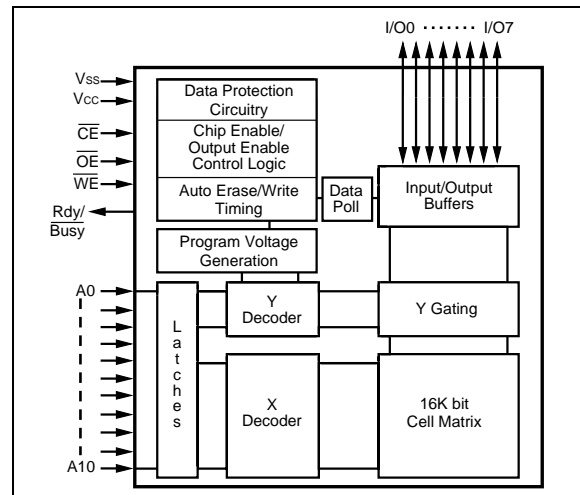 I/O0 ········ I/O7
VSS
VCC
CE
OE
WE
Rdy/
Busy
Data Protection
Circuitry
Chip Enable/
Output Enable
Control Logic
Auto Erase/Write
Timing
Data
Poll
Input/Output
Buffers
Program Voltage
Generation
A0
A10
L
a
t
c
h
e
s
Y
Decoder
Y Gating
X
Decoder
16K bit
Cell Matrix